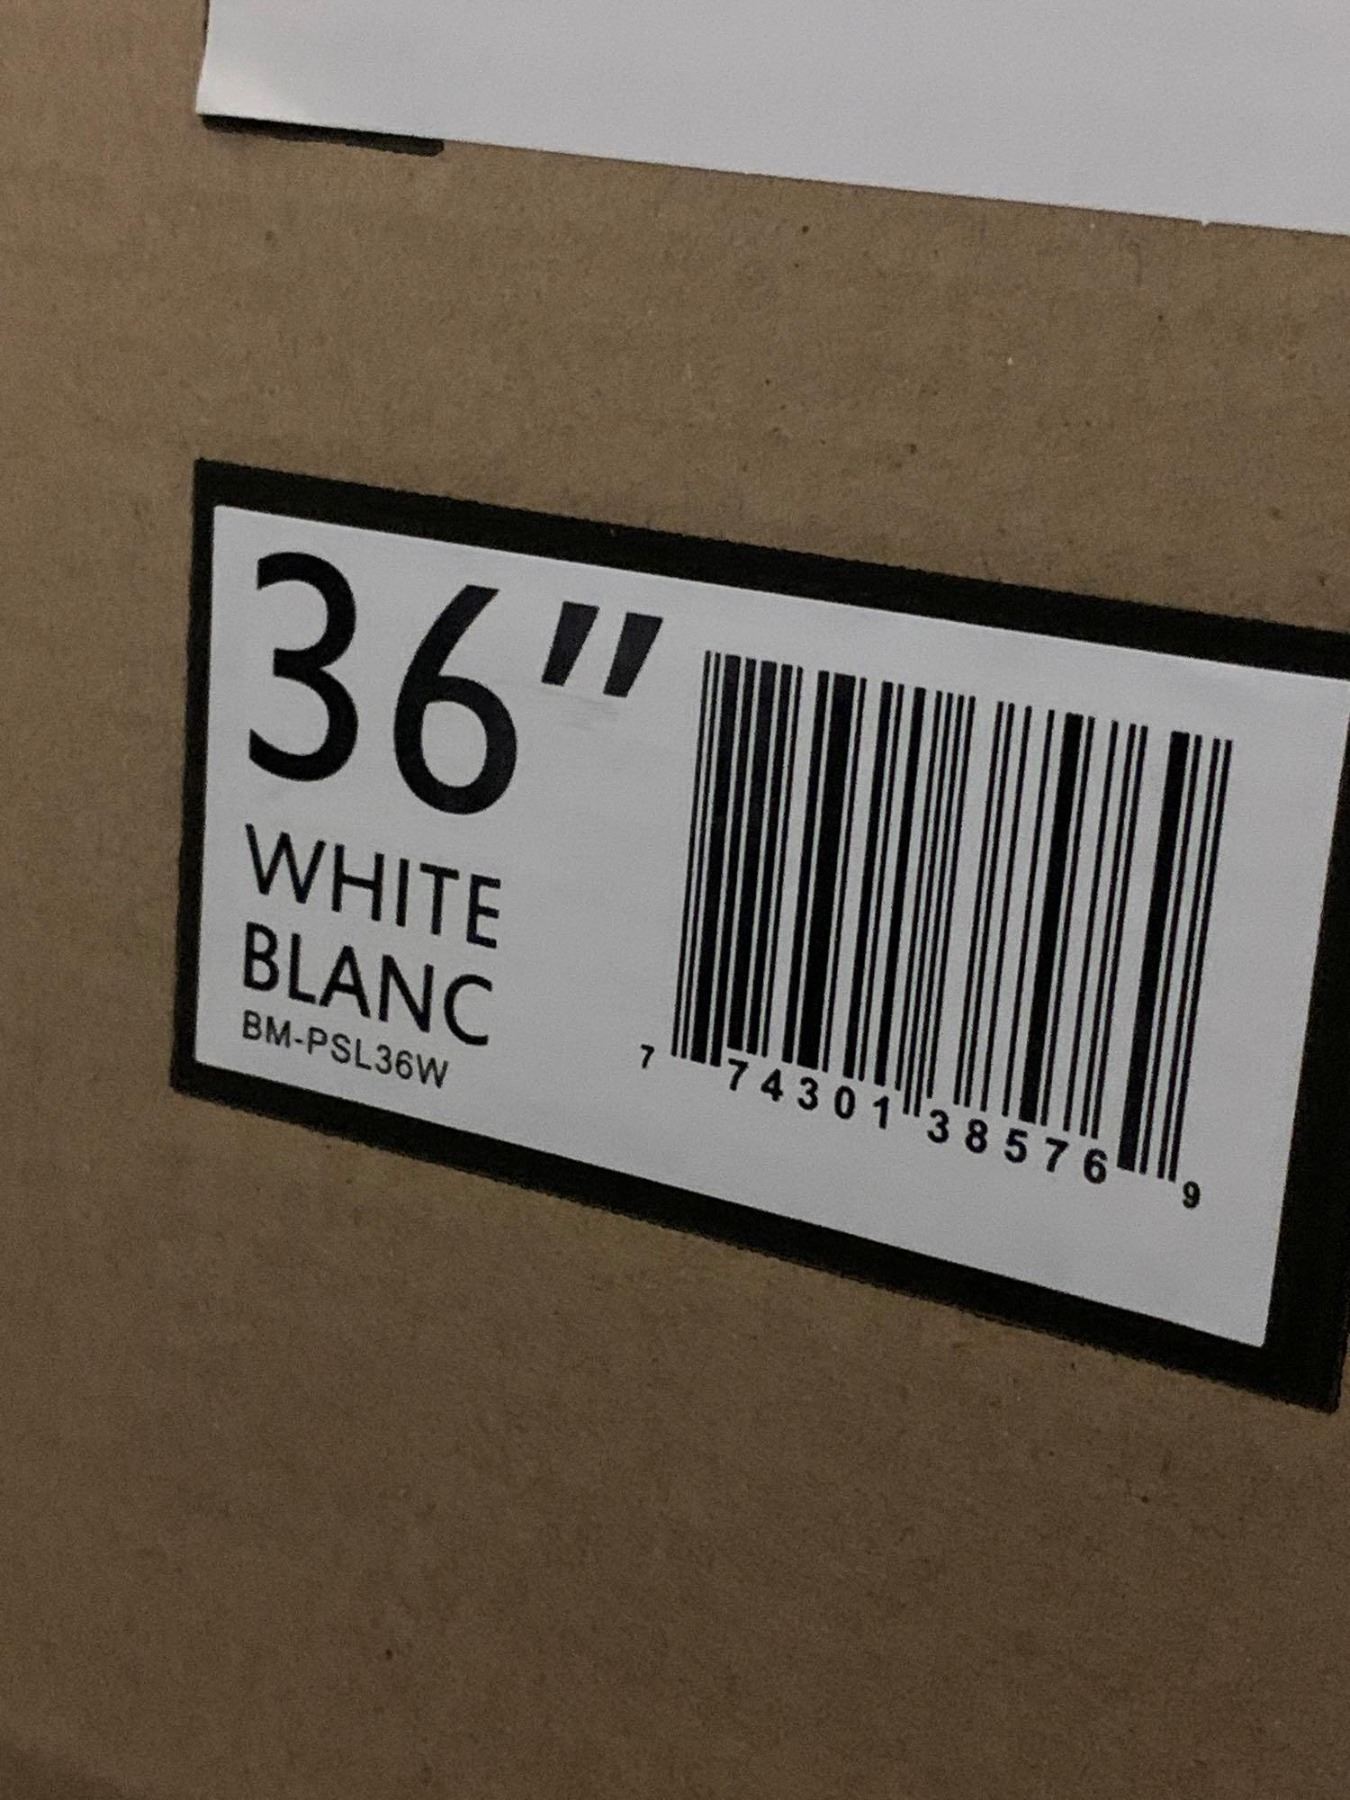 36"
WHITE
BLANC
BM-PSL36W
7 74301 38576 9